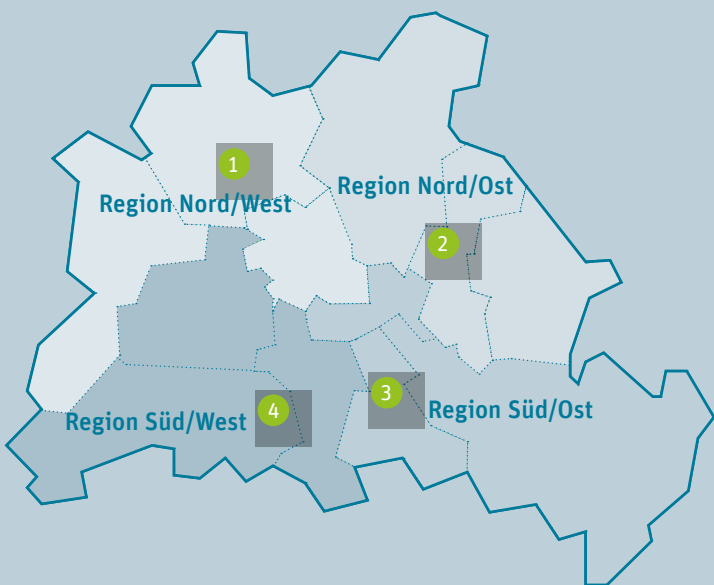 1
Region Nord/West
Region Nord/Ost
2
3
Region Süd/Ost
4
Region Süd/West